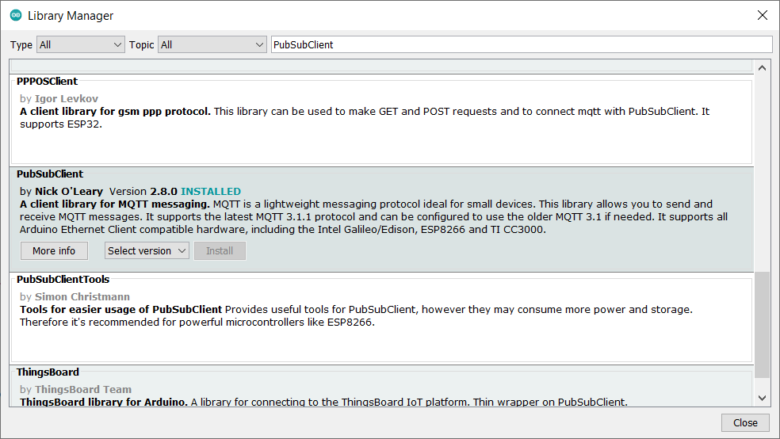 Library Manager
Type All Topic All PubSubClient
PPPOSClient
by Igor Levkov
A client library for gsm ppp protocol. This library can be used to make GET and POST requests and to connect mqtt with PubSubClient. It
supports ESP32.
PubSubClient
by Nick O'Leary Version 2.8.0 INSTALLED
A client library for MQTT messaging. MQTT is a lightweight messaging protocol ideal for small devices. This library allows you to send and
receive MQTT messages. It supports the latest MQTT 3.1.1 protocol and can be configured to use the older MQTT 3.1 if needed. It supports all
Arduino Ethernet Client compatible hardware, including the Intel Galileo/Edison, ESP8266 and TI CC3000.
More info Select version Install
PubSubClientTools
by Simon Christmann
Tools for easier usage of PubSubClient Provides useful tools for PubSubClient, however they may consume more power and storage.
Therefore it's recommended for powerful microcontrollers like ESP8266.
ThingsBoard
by ThingsBoard Team
ThingsBoard library for Arduino. A library for connecting to the ThingsBoard IoT platform. Thin wrapper on PubSubClient.
Close